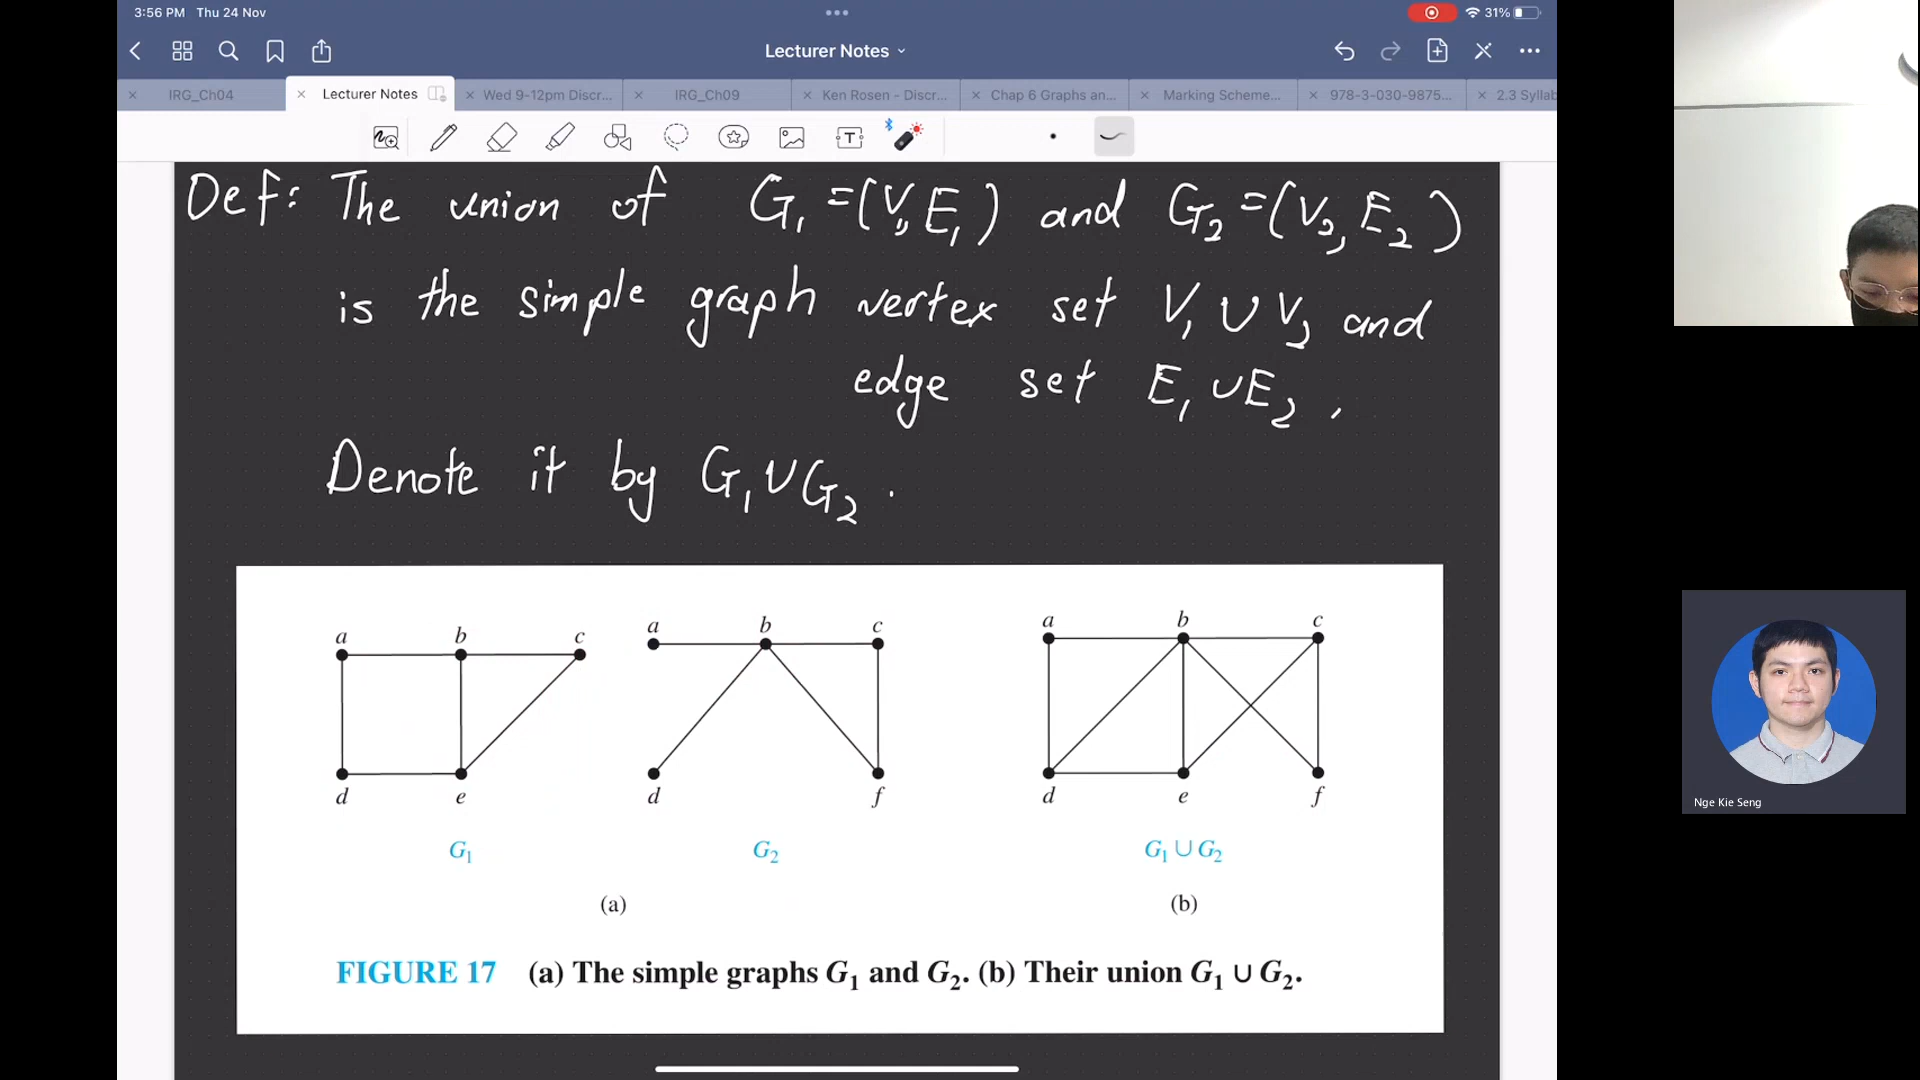 3:56 PM Thu 24 Nov
31%
Lecturer Notes
IRG_Ch04
Lecturer Notes
Wed 9-12pm Discr...
IRG_Ch09
Ken Rosen - Discr...
Chap 6 Graphs an...
Marking Scheme...
978-3-030-9875...
2.3 Syllab
Def: The union of G₁ = (V₁, E₁) and G₂ = (V₂, E₂)
is the simple graph vertex set V₁ ∪ V₂ and
edge set E₁ ∪ E₂ ,
Denote it by G₁ ∪ G₂ .
a b c a b c a b c
d e d f d e f
G₁ G₂ G₁ ∪ G₂
(a) (b)
FIGURE 17 (a) The simple graphs G₁ and G₂. (b) Their union G₁ ∪ G₂.
Nge Kie Seng